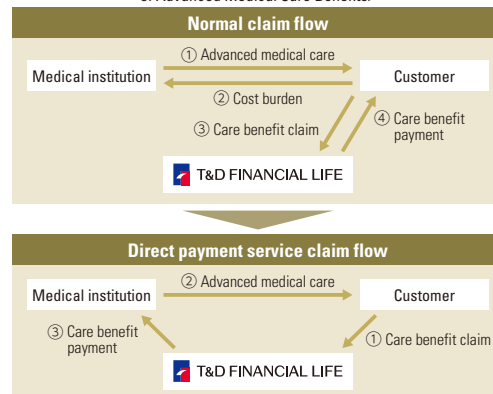 Normal claim flow
① Advanced medical care
Medical institution
Customer
② Cost burden
③ Care benefit claim
④ Care benefit
payment
T&D FINANCIAL LIFE
Direct payment service claim flow
② Advanced medical care
Medical institution
Customer
③ Care benefit
payment
① Care benefit claim
T&D FINANCIAL LIFE